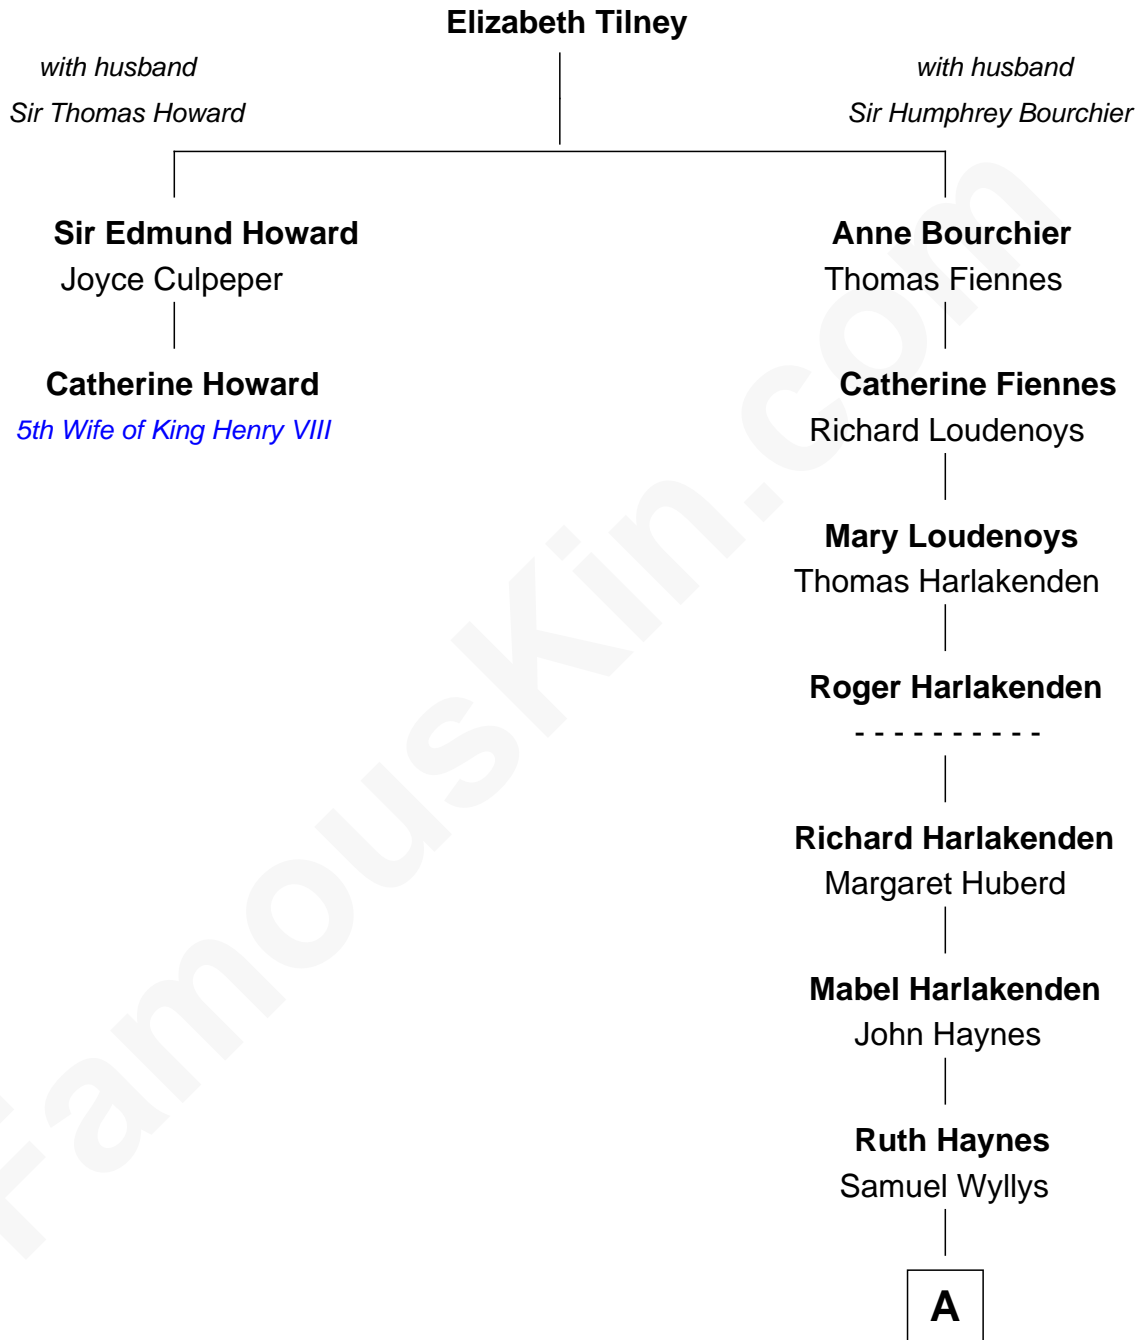 Elizabeth Tilney
with husband
Sir Thomas Howard
with husband
Sir Humphrey Bourchier
Sir Edmund Howard
Joyce Culpeper
Anne Bourchier
Thomas Fiennes
Catherine Howard
5th Wife of King Henry VIII
Catherine Fiennes
Richard Loudenoys
Mary Loudenoys
Thomas Harlakenden
Roger Harlakenden
- - - - - - - - - -
Richard Harlakenden
Margaret Huberd
Mabel Harlakenden
John Haynes
Ruth Haynes
Samuel Wyllys
A
FamousKin.com